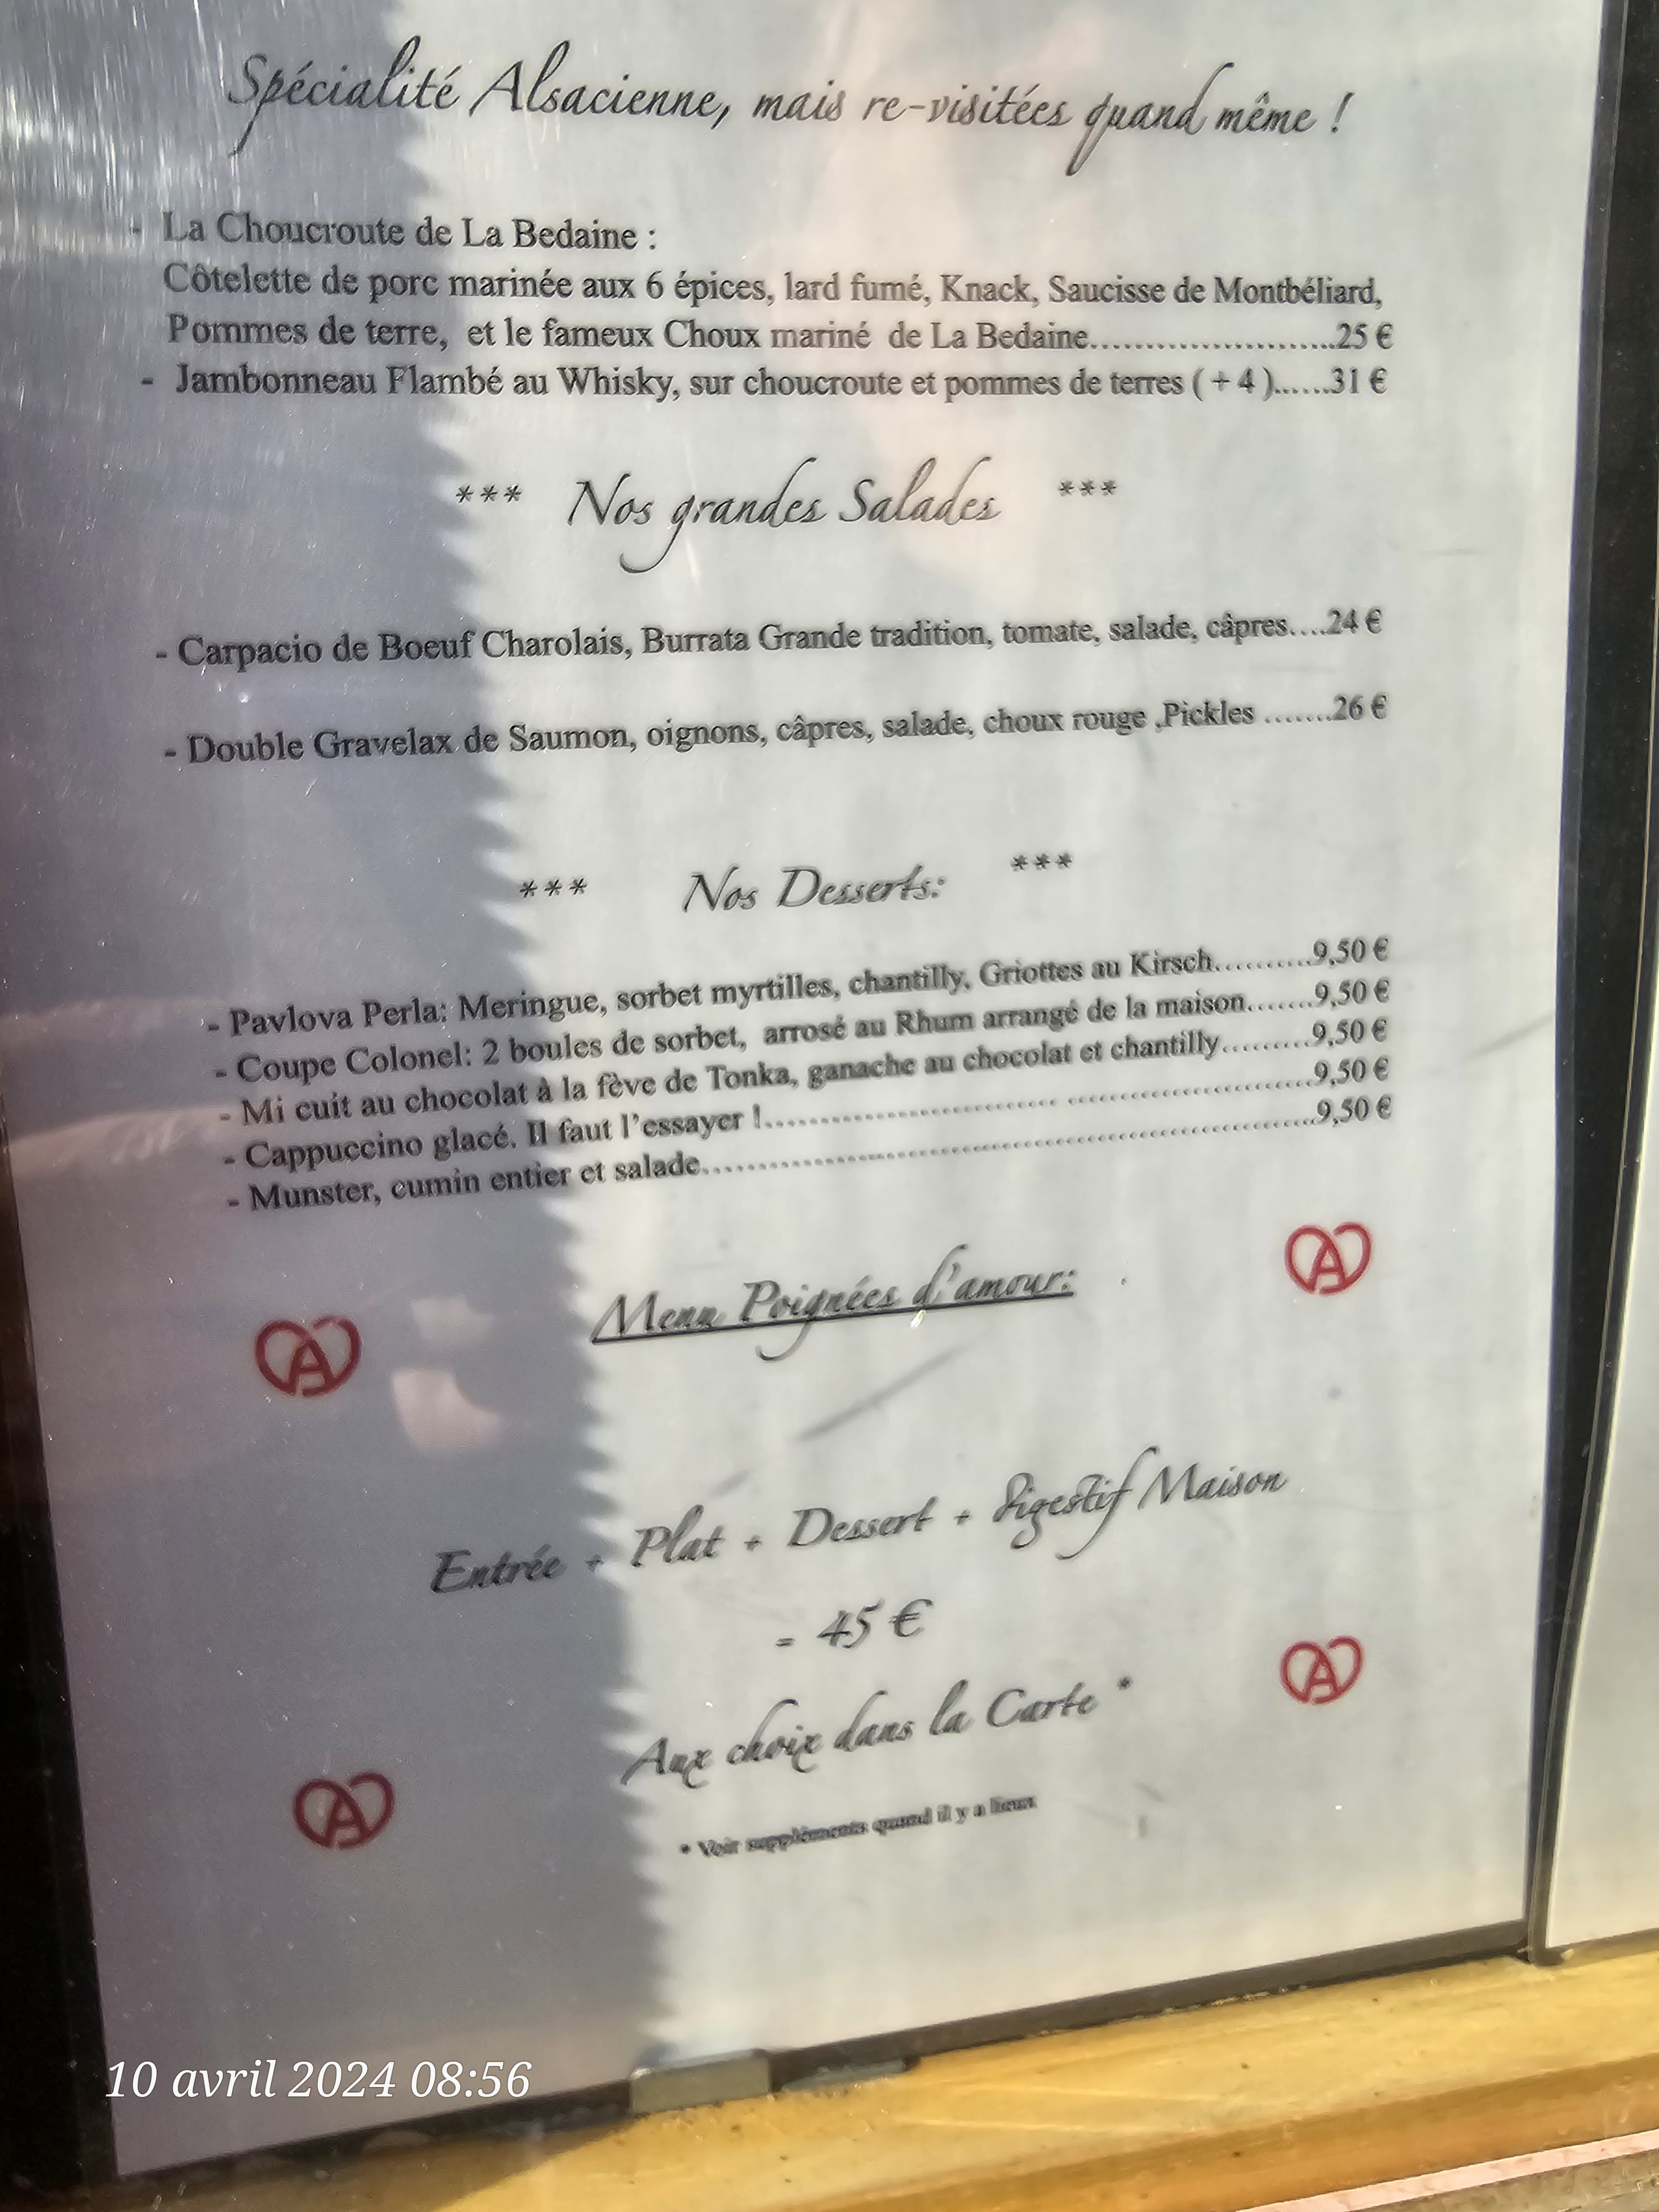 Spécialité Alsacienne, mais re-visitées quand même !
- La Choucroute de La Bedaine :
Côtelette de porc marinée aux 6 épices, lard fumé, Knack, Saucisse de Montbéliard,
Pommes de terre, et le fameux Choux mariné de La Bedaine........................25 €
- Jambonneau Flambé au Whisky, sur choucroute et pommes de terres ( + 4 )......31 €
*** Nos grandes Salades ***
- Carpacio de Boeuf Charolais, Burrata Grande tradition, tomate, salade, câpres....24 €
- Double Gravelax de Saumon, oignons, câpres, salade, choux rouge ,Pickles .......26 €
*** Nos Desserts: ***
- Pavlova Perla: Meringue, sorbet myrtilles, chantilly, Griottes au Kirsch..........9,50 €
- Coupe Colonel: 2 boules de sorbet, arrosé au Rhum arrangé de la maison.......9,50 €
- Mi cuit au chocolat à la fève de Tonka, ganache au chocolat et chantilly.........9,50 €
- Cappuccino glacé. Il faut l'essayer !.................................... ..............................9,50 €
- Munster, cumin entier et salade...................................................................9,50 €
Menu Poignées d'amour:
Entrée + Plat + Dessert + digestif Maison
= 45 €
Aux choix dans la Carte *
* Voir suppléments quand il y a lieux
10 avril 2024 08:56